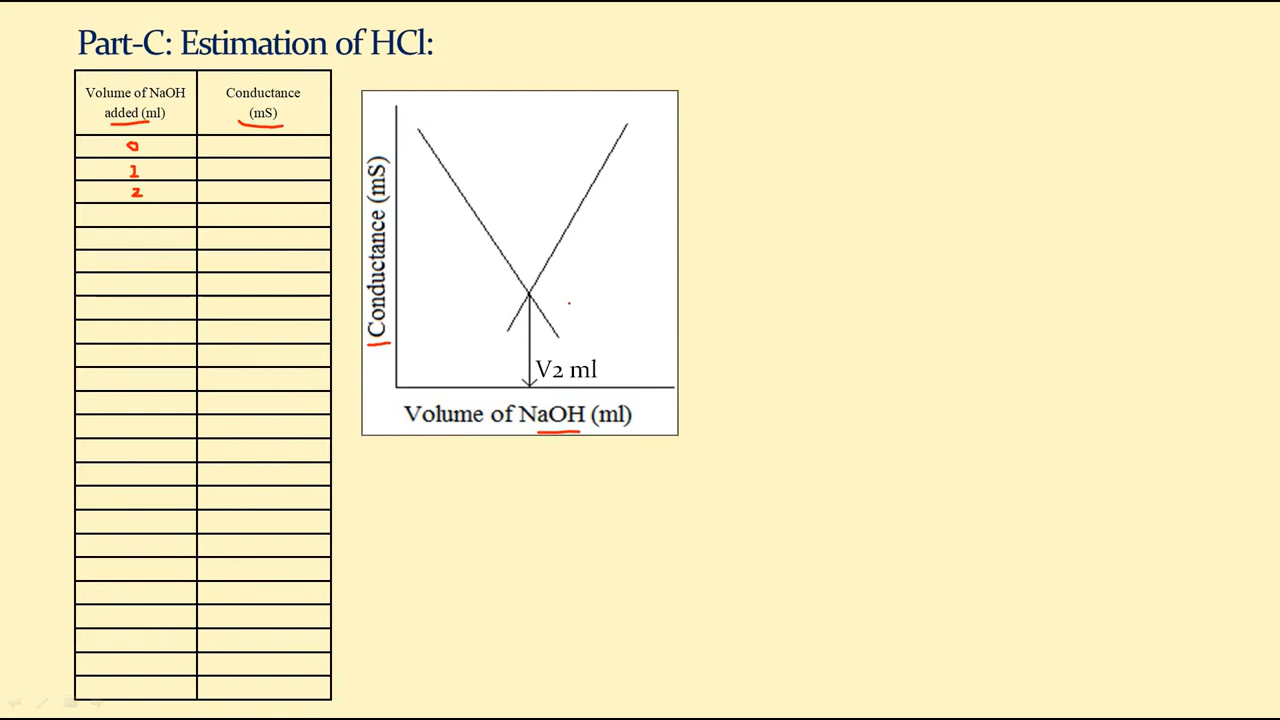 Part-C: Estimation of HCl:
Volume of NaOH
added (ml)
Conductance
(mS)
0
1
2
Conductance (mS)
V2 ml
Volume of NaOH (ml)